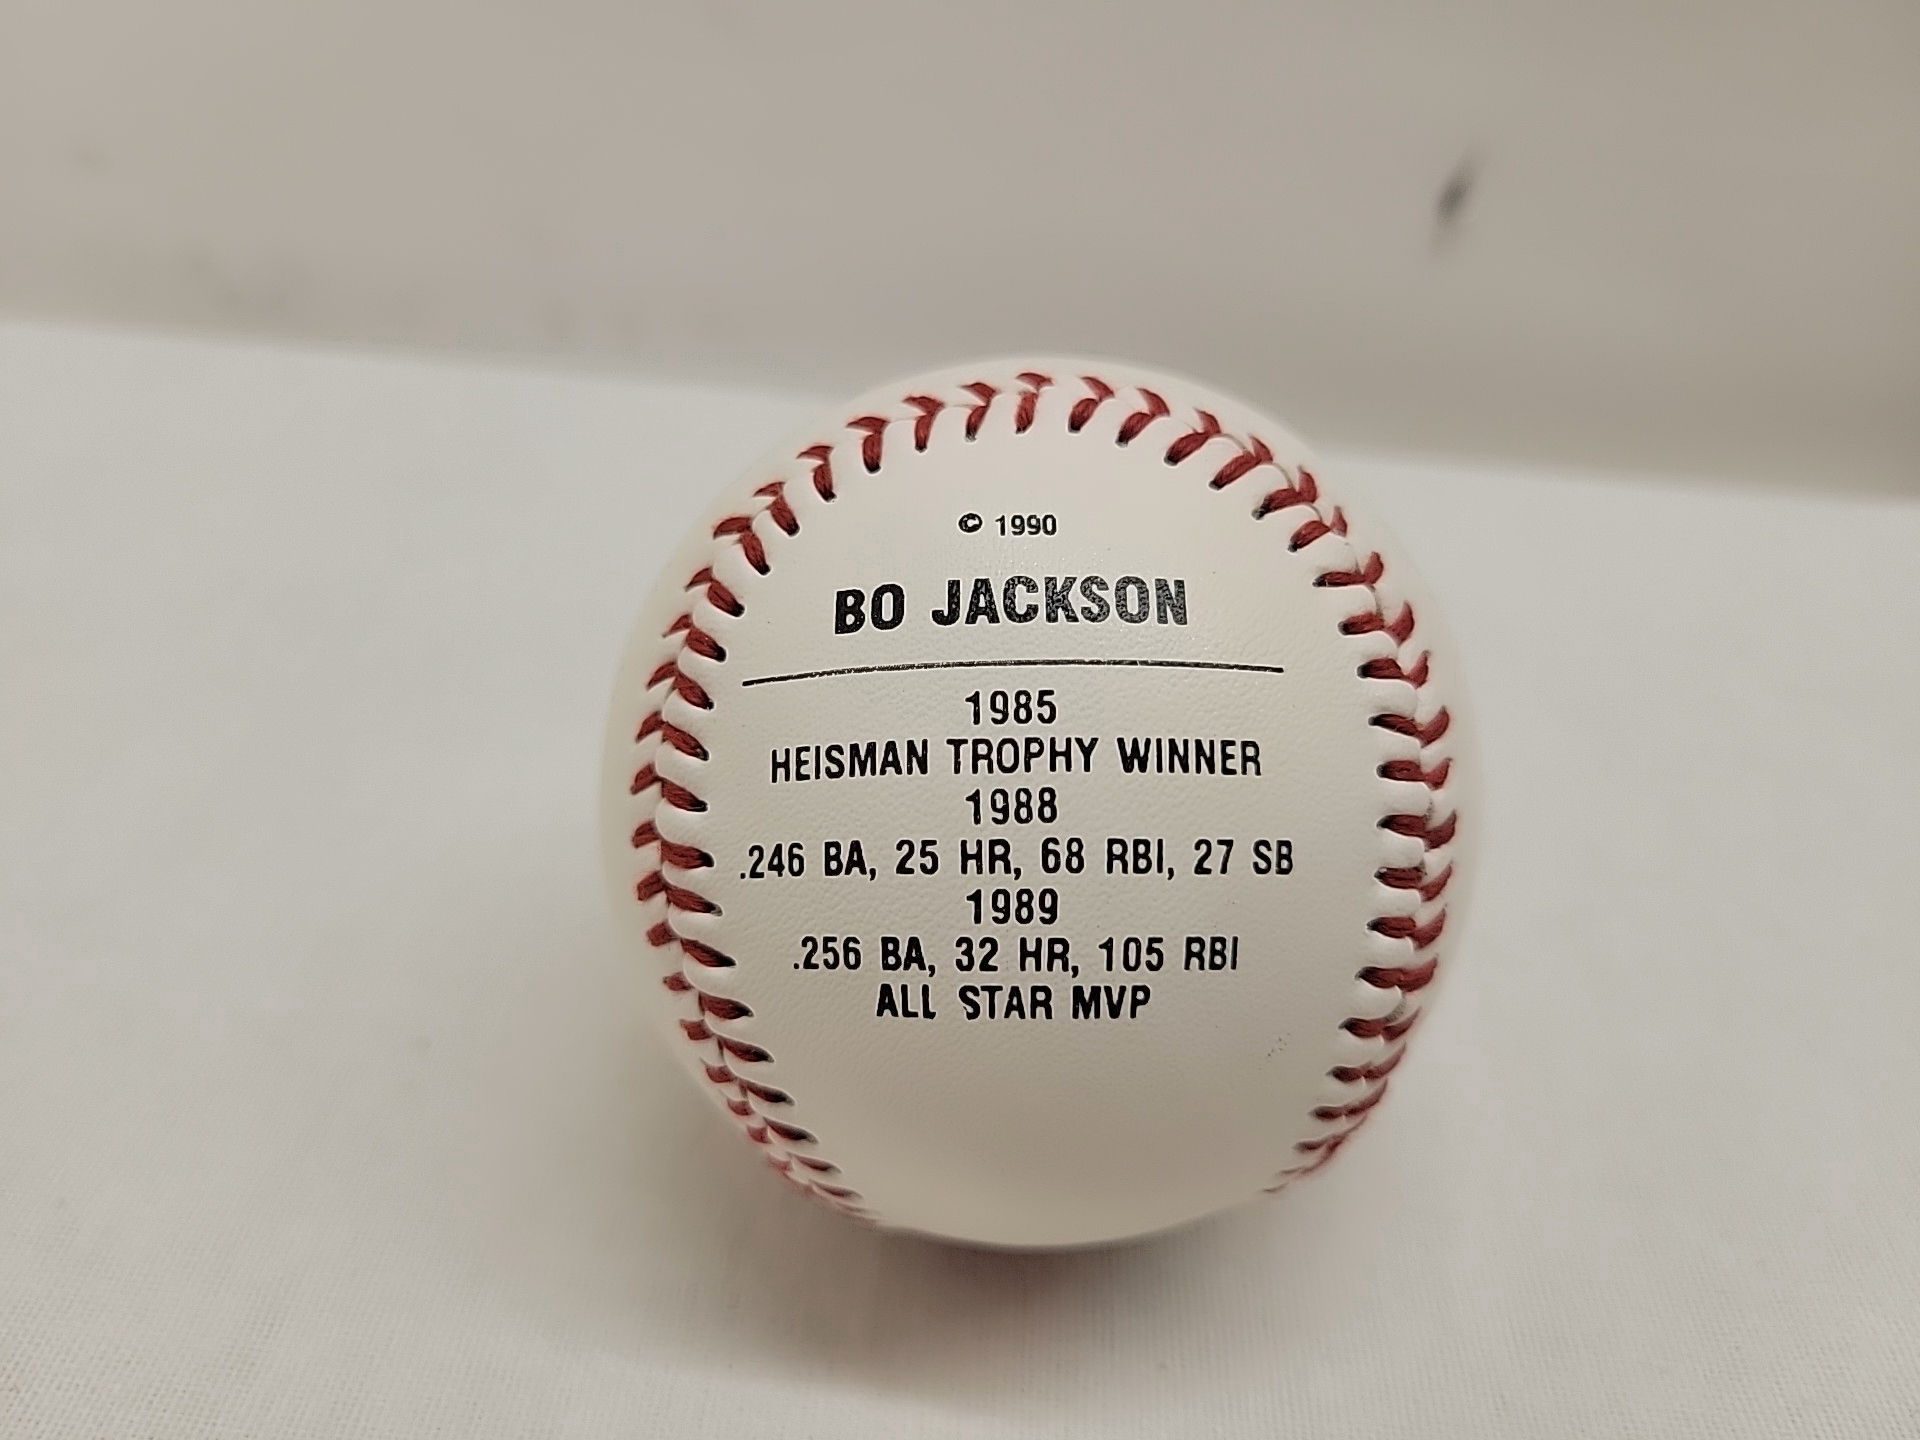 © 1990
BO JACKSON
1985
HEISMAN TROPHY WINNER
1988
.246 BA, 25 HR, 68 RBI, 27 SB
1989
.256 BA, 32 HR, 105 RBI
ALL STAR MVP